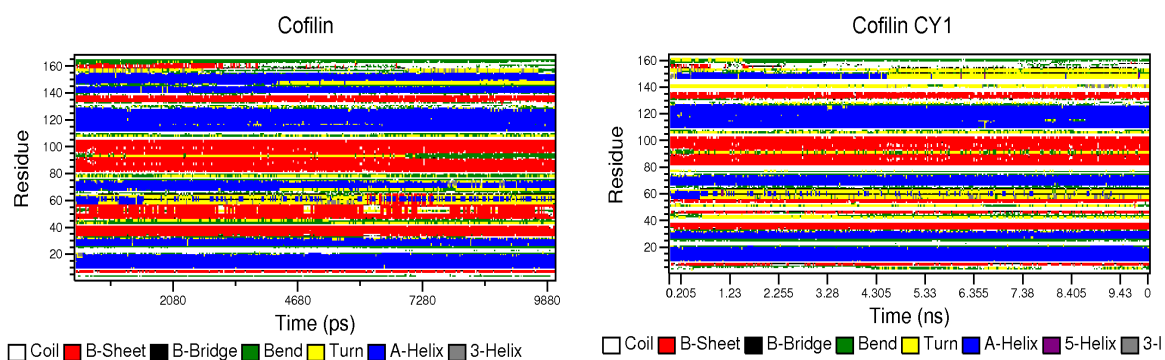 Cofilin
Cofilin CY1
Residue
160
140
120
100
80
60
40
20
2080 4680 7280 9880
Time (ps)
Coil B-Sheet B-Bridge Bend Turn A-Helix 3-Helix
Residue
160
140
120
100
80
60
40
20
0.205 1.23 2.255 3.28 4.305 5.33 6.355 7.38 8.405 9.43 0
Time (ns)
Coil B-Sheet B-Bridge Bend Turn A-Helix 5-Helix 3-I